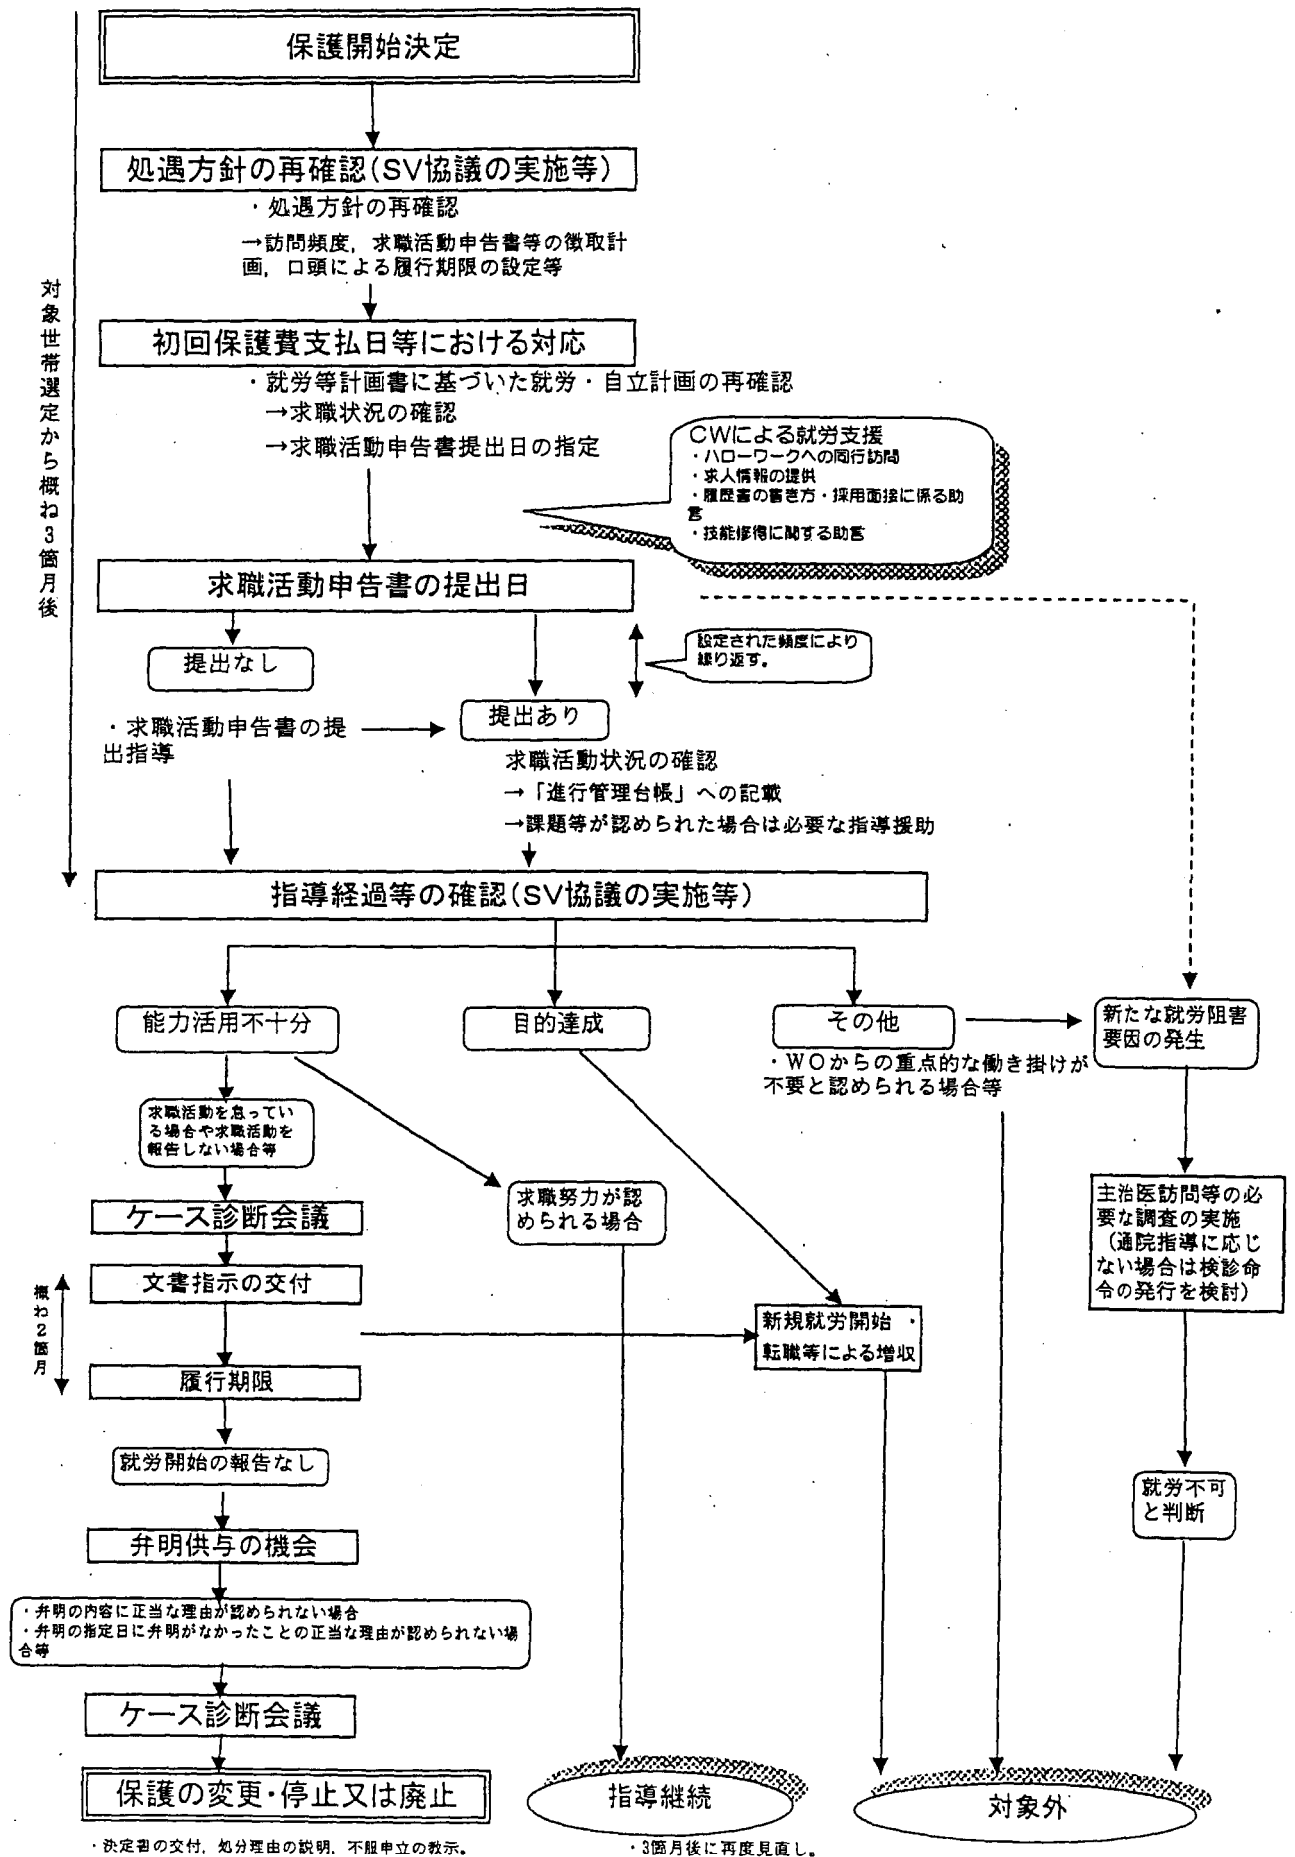 保護開始決定
処遇方針の再確認(SV協議の実施等)
・処遇方針の再確認
→訪問頻度，求職活動申告書等の徴取計
画，口頭による履行期限の設定等
対象世帯選定から概ね3箇月後
初回保護費支払日等における対応
・就労等計画書に基づいた就労・自立計画の再確認
→求職状況の確認
→求職活動申告書提出日の指定
CWによる就労支援
・ハローワークへの同行訪問
・求人情報の提供
・履歴書の書き方・採用面接に係る助
言
・技能修得に関する助言
求職活動申告書の提出日
設定された頻度により
繰り返す。
提出なし
提出あり
・求職活動申告書の提
出指導
求職活動状況の確認
→「進行管理台帳」への記載
→課題等が認められた場合は必要な指導援助
指導経過等の確認(SV協議の実施等)
能力活用不十分
目的達成
その他
新たな就労阻害
要因の発生
・WOからの重点的な働き掛けが
不要と認められる場合等
求職活動を怠ってい
る場合や求職活動を
報告しない場合等
求職努力が認
められる場合
主治医訪問等の必
要な調査の実施
(通院指導に応じ
ない場合は検診命
令の発行を検討)
ケース診断会議
文書指示の交付
概ね2箇月
新規就労開始・
転職等による増収
履行期限
就労開始の報告なし
就労不可
と判断
弁明供与の機会
・弁明の内容に正当な理由が認められない場合
・弁明の指定日に弁明がなかったことの正当な理由が認められない場
合等
ケース診断会議
保護の変更・停止又は廃止
指導継続
対象外
・決定書の交付，処分理由の説明，不服申立の教示。
・3箇月後に再度見直し。